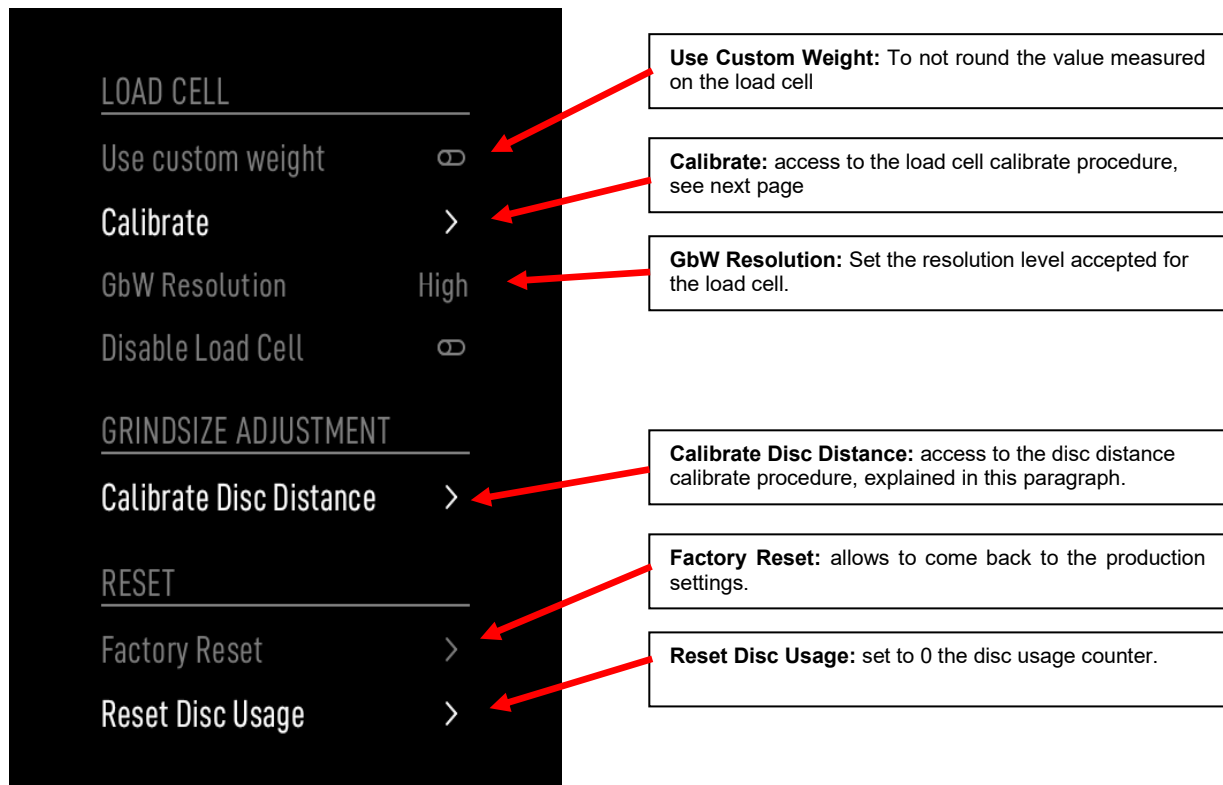 LOAD CELL
Use custom weight
Calibrate >
GbW Resolution High
Disable Load Cell
GRINDSIZE ADJUSTMENT
Calibrate Disc Distance >
RESET
Factory Reset >
Reset Disc Usage >
Use Custom Weight: To not round the value measured
on the load cell
Calibrate: access to the load cell calibrate procedure,
see next page
GbW Resolution: Set the resolution level accepted for
the load cell.
Calibrate Disc Distance: access to the disc distance
calibrate procedure, explained in this paragraph.
Factory Reset: allows to come back to the production
settings.
Reset Disc Usage: set to 0 the disc usage counter.